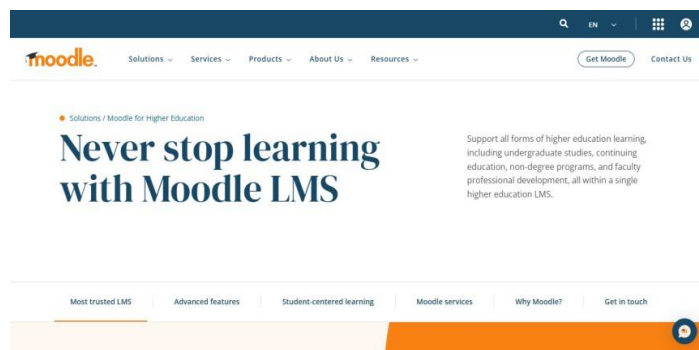 EN
moodle
Solutions Services Products About Us Resources Get Moodle Contact Us
Solutions / Moodle for Higher Education
Never stop learning
with Moodle LMS
Support all forms of higher education learning,
including undergraduate studies, continuing
education, non-degree programs, and faculty
professional development, all within a single
higher education LMS.
Most trusted LMS Advanced features Student-centered learning Moodle services Why Moodle? Get in touch